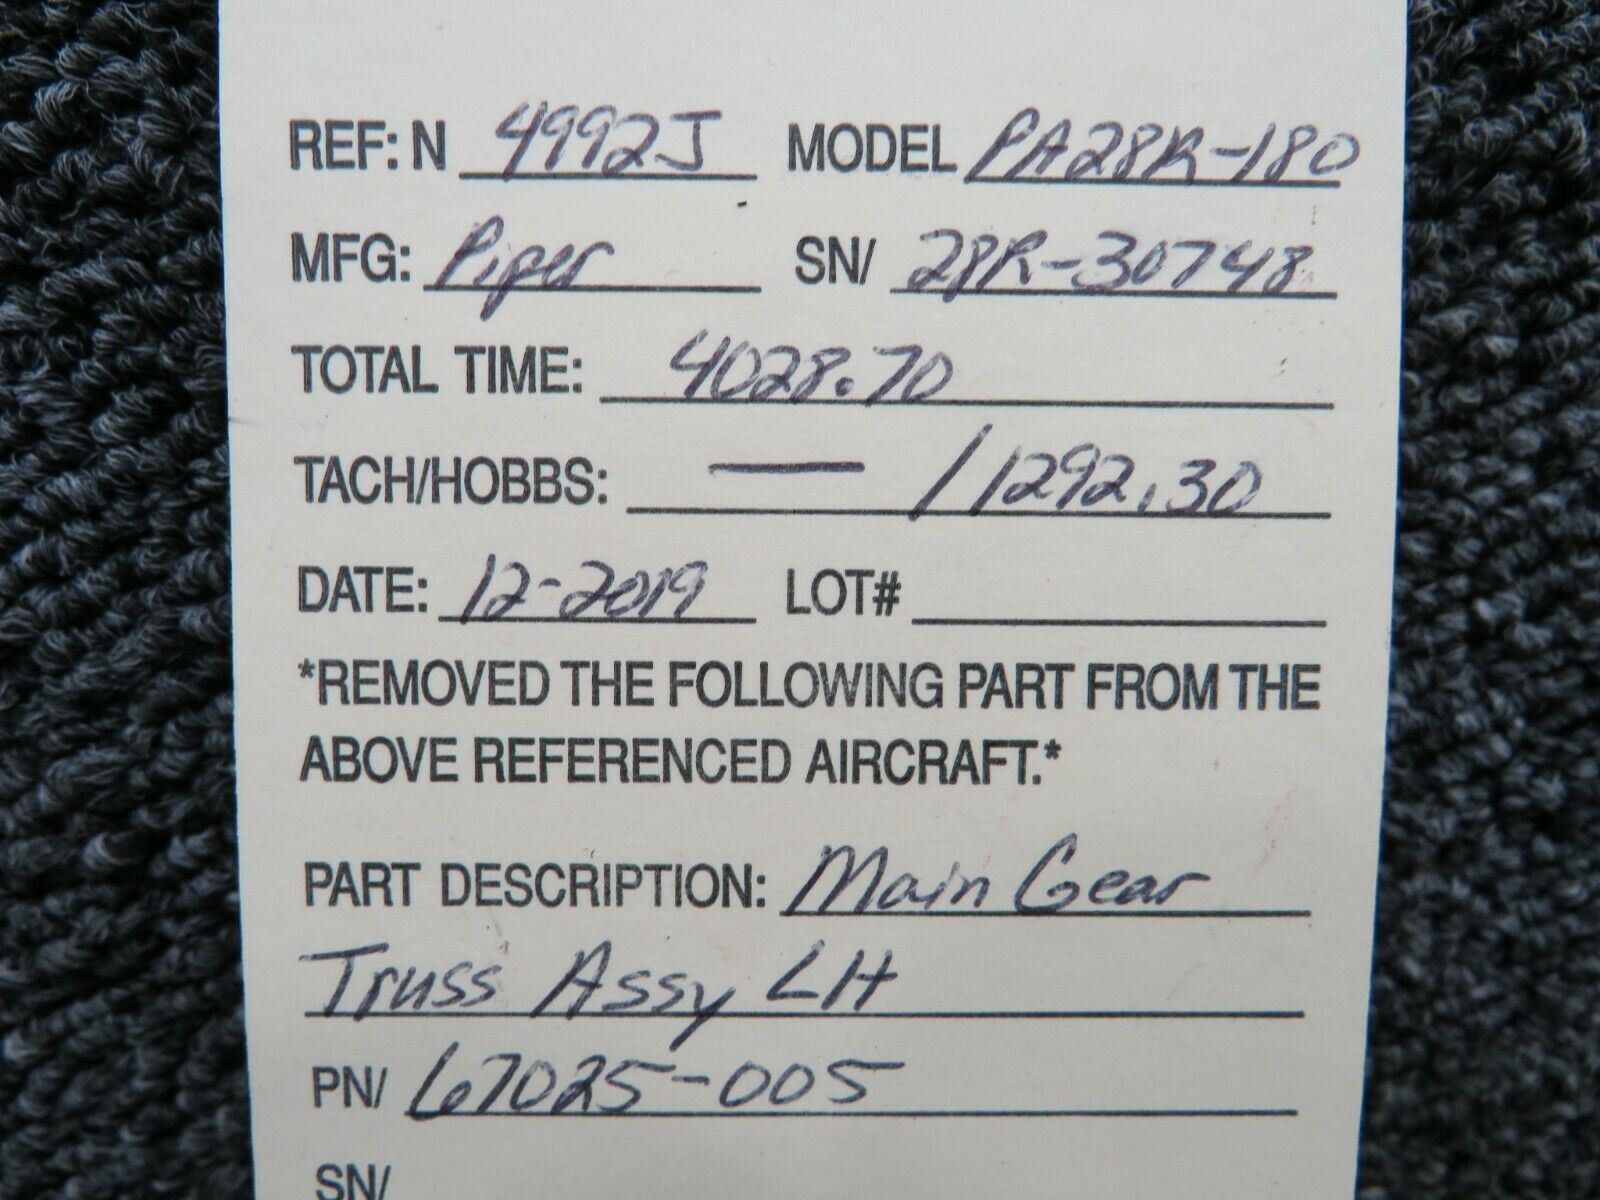 REF: N 4992J MODEL PA28R-180
MFG: Piper SN/ 28R-30748
TOTAL TIME: 4028.70
TACH/HOBBS: — / 1292.30
DATE: 12-2019 LOT#
*REMOVED THE FOLLOWING PART FROM THE
ABOVE REFERENCED AIRCRAFT.*
PART DESCRIPTION: Main Gear
Truss Assy LH
PN/ 67025-005
SN/